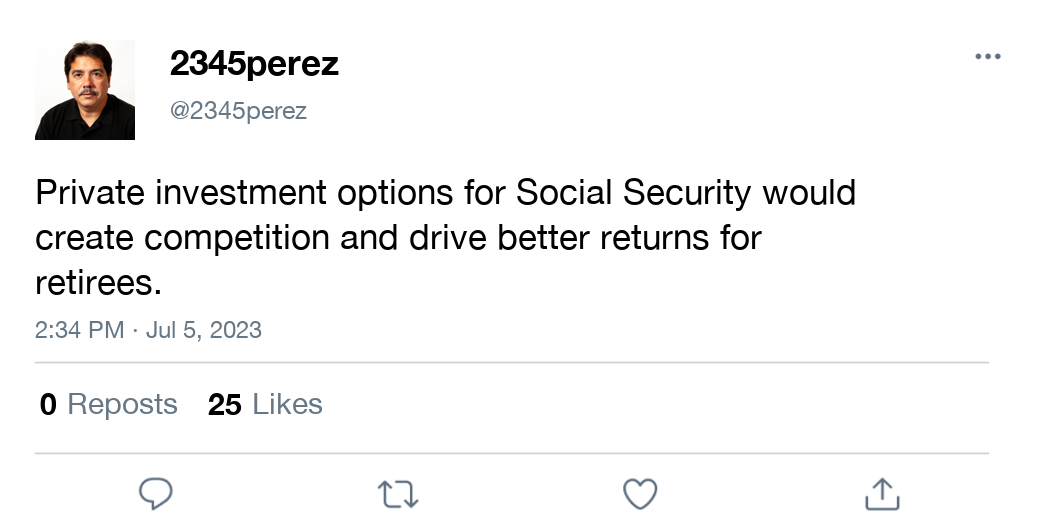 2345perez
@2345perez
Private investment options for Social Security would
create competition and drive better returns for
retirees.
2:34 PM · Jul 5, 2023
0 Reposts 25 Likes